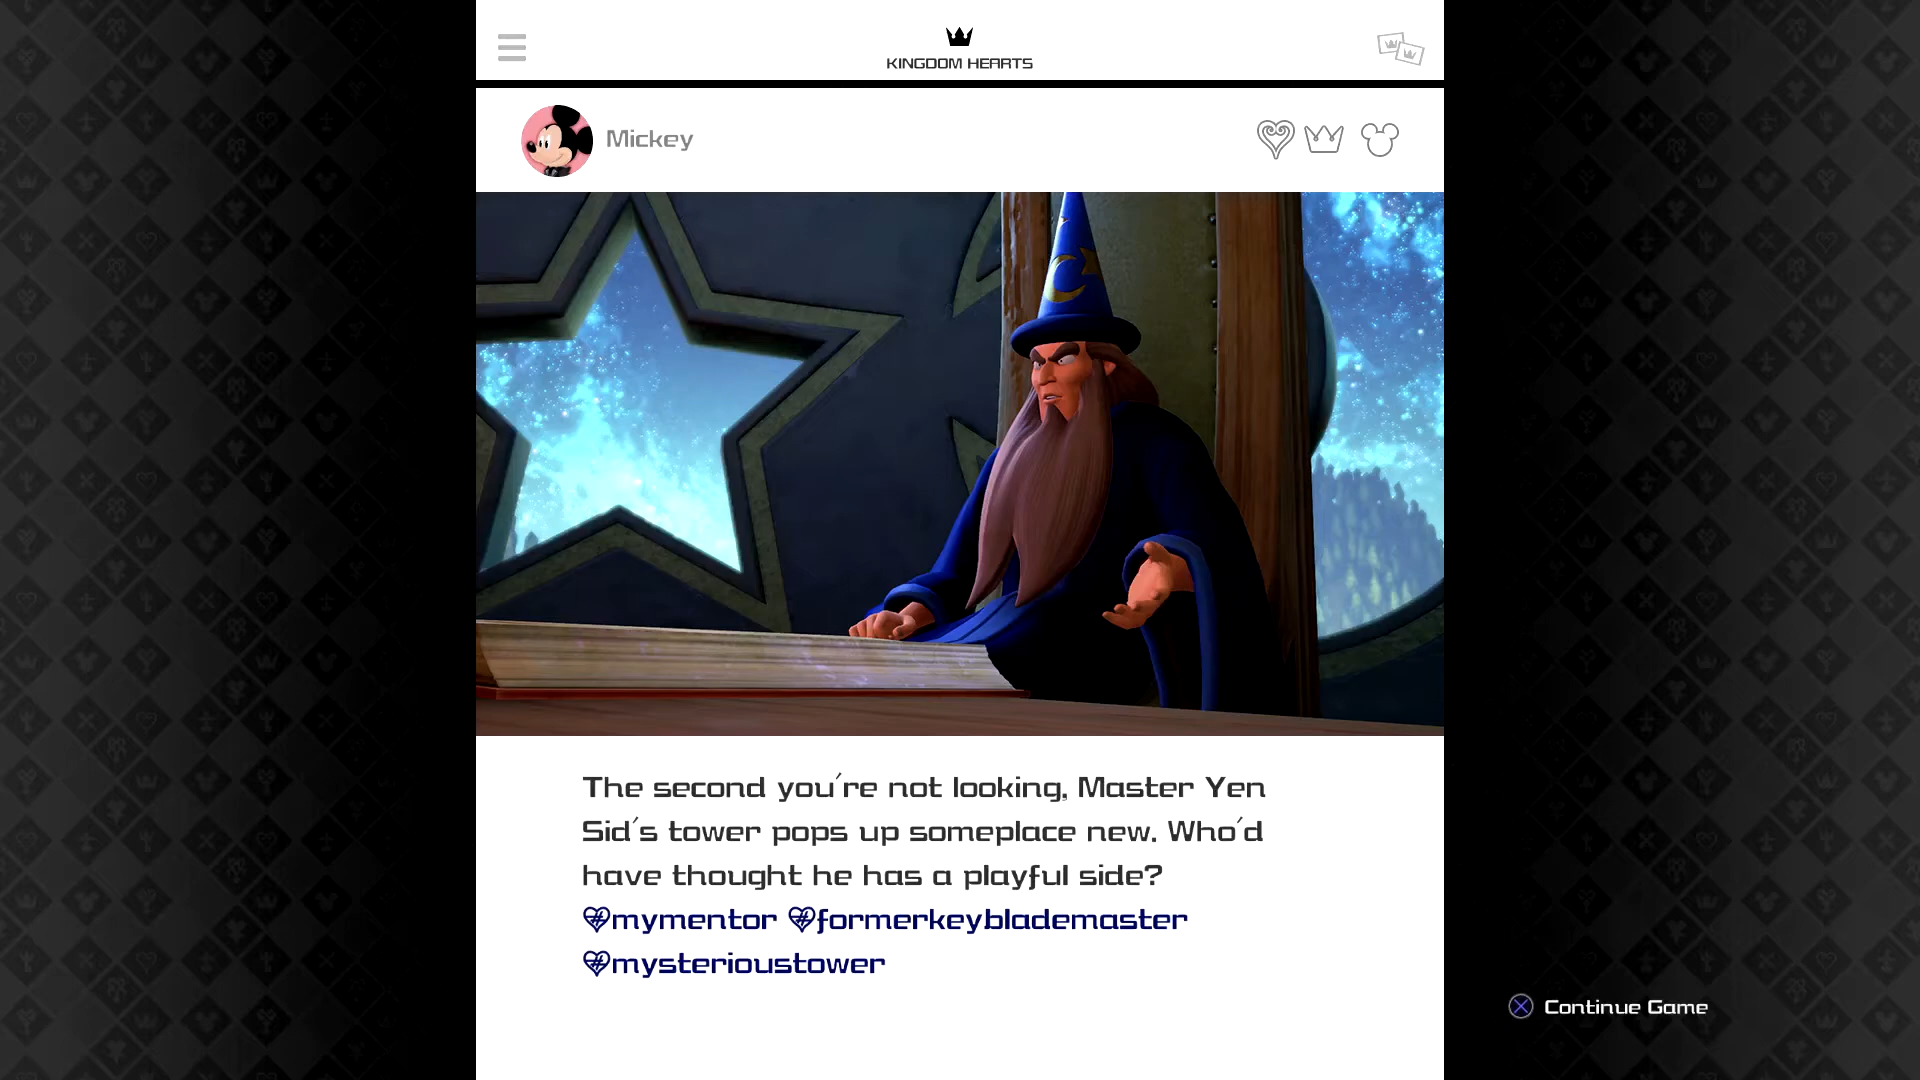 KINGDOM HEARTS
Mickey
The second you're not looking, Master Yen
Sid's tower pops up someplace new. Who'd
have thought he has a playful side?
#mymentor #formerkeyblademaster
#mysterioustower
Continue Game